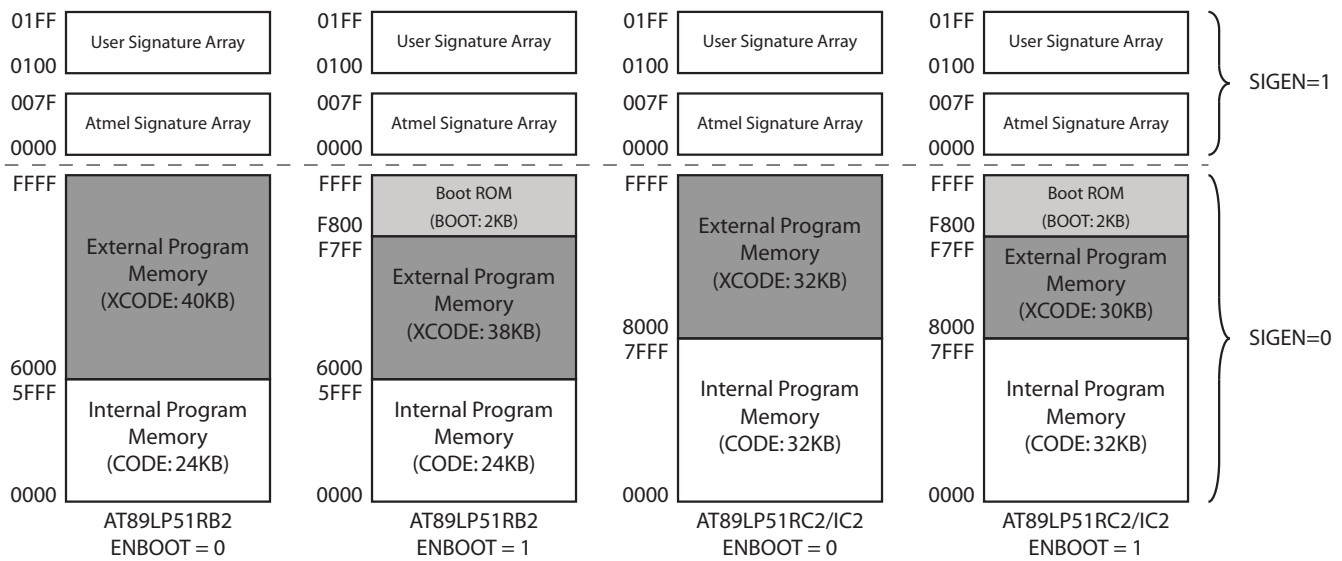 01FF
User Signature Array
0100
007F
Atmel Signature Array
0000
FFFF
External Program
Memory
(XCODE: 40KB)
6000
5FFF
Internal Program
Memory
(CODE: 24KB)
0000
AT89LP51RB2
ENBOOT = 0
01FF
User Signature Array
0100
007F
Atmel Signature Array
0000
FFFF
Boot ROM
(BOOT: 2KB)
F800
F7FF
External Program
Memory
(XCODE: 38KB)
6000
5FFF
Internal Program
Memory
(CODE: 24KB)
0000
AT89LP51RB2
ENBOOT = 1
01FF
User Signature Array
0100
007F
Atmel Signature Array
0000
FFFF
External Program
Memory
(XCODE: 32KB)
8000
7FFF
Internal Program
Memory
(CODE: 32KB)
0000
AT89LP51RC2/IC2
ENBOOT = 0
01FF
User Signature Array
0100
007F
Atmel Signature Array
0000
FFFF
Boot ROM
(BOOT: 2KB)
F800
F7FF
External Program
Memory
(XCODE: 30KB)
8000
7FFF
Internal Program
Memory
(CODE: 32KB)
0000
AT89LP51RC2/IC2
ENBOOT = 1
SIGEN=1
SIGEN=0